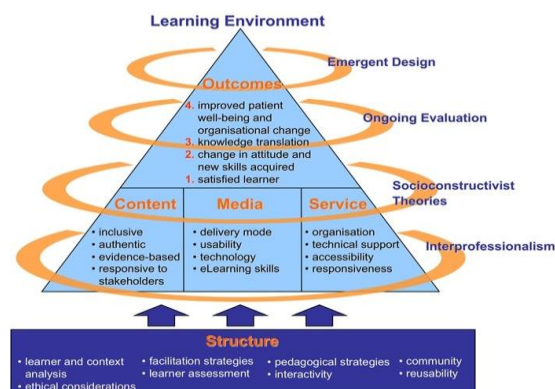 Learning Environment
Emergent Design
Outcomes
4. improved patient
well-being and
organisational change
Ongoing Evaluation
3. knowledge translation
2. change in attitude and
new skills acquired
1. satisfied learner
Socioconstructivist
Theories
Content
• inclusive
• authentic
• evidence-based
• responsive to
stakeholders
Media
• delivery mode
• usability
• technology
• eLearning skills
Service
• organisation
• technical support
• accessibility
• responsiveness
Interprofessionalism
Structure
• learner and context
analysis
• ethical considerations
• facilitation strategies
• learner assessment
• pedagogical strategies
• interactivity
• community
• reusability